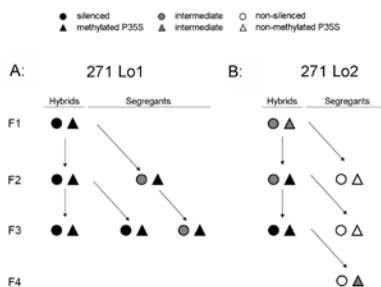 silenced intermediate non-silenced
methylated P35S intermediate non-methylated P35S
A: 271 Lo1 B: 271 Lo2
Hybrids Segregants Hybrids Segregants
F1
F2
F3
F4